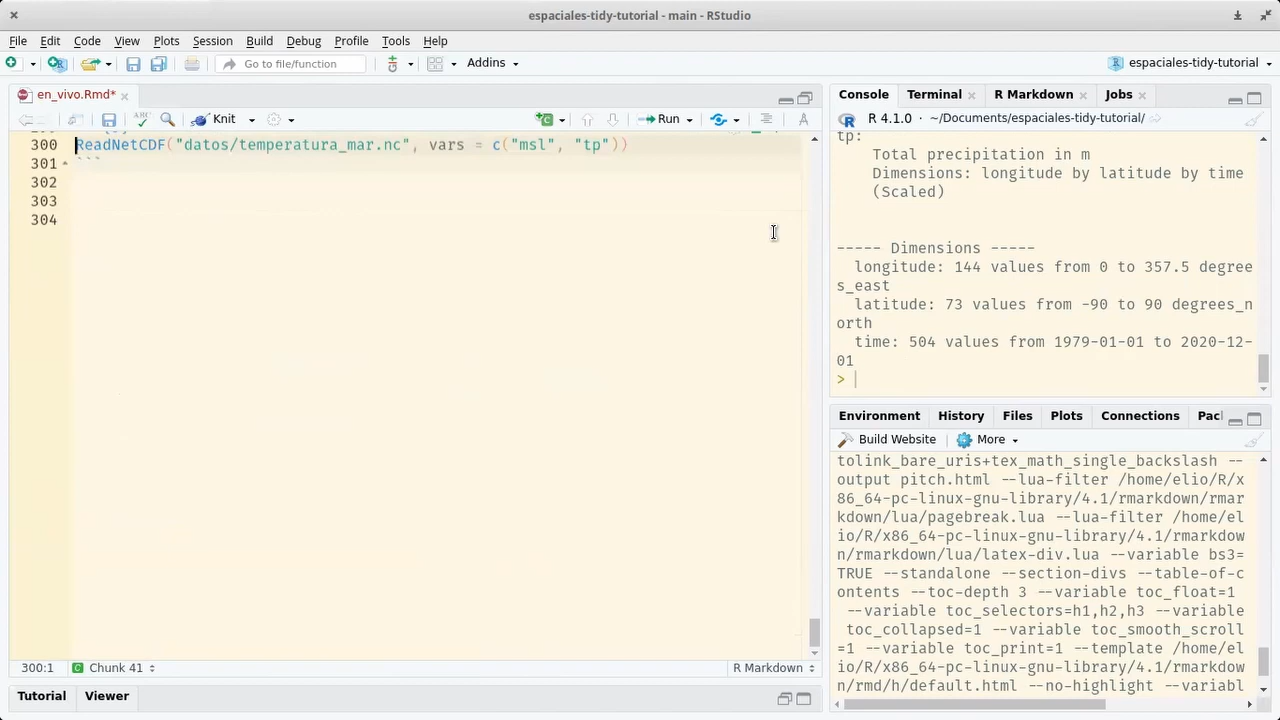 espaciales-tidy-tutorial - main - RStudio
File Edit Code View Plots Session Build Debug Profile Tools Help
Go to file/function
Addins
espaciales-tidy-tutorial
en_vivo.Rmd*
Knit
Run
300 ReadNetCDF("datos/temperatura_mar.nc", vars = c("msl", "tp"))
301 ```
302
303
304
300:1 Chunk 41 R Markdown
Tutorial Viewer
Console Terminal R Markdown Jobs
R 4.1.0 · ~/Documents/espaciales-tidy-tutorial/
tp:
Total precipitation in m
Dimensions: longitude by latitude by time
(Scaled)
----- Dimensions -----
longitude: 144 values from 0 to 357.5 degree
s_east
latitude: 73 values from -90 to 90 degrees_n
orth
time: 504 values from 1979-01-01 to 2020-12-
01
>
Environment History Files Plots Connections Pac
Build Website More
tolink_bare_uris+tex_math_single_backslash --
output pitch.html --lua-filter /home/elio/R/x
86_64-pc-linux-gnu-library/4.1/rmarkdown/rmar
kdown/lua/pagebreak.lua --lua-filter /home/el
io/R/x86_64-pc-linux-gnu-library/4.1/rmarkdow
n/rmarkdown/lua/latex-div.lua --variable bs3=
TRUE --standalone --section-divs --table-of-c
ontents --toc-depth 3 --variable toc_float=1
--variable toc_selectors=h1,h2,h3 --variable
toc_collapsed=1 --variable toc_smooth_scroll
=1 --variable toc_print=1 --template /home/el
io/R/x86_64-pc-linux-gnu-library/4.1/rmarkdow
n/rmd/h/default.html --no-highlight --variabl